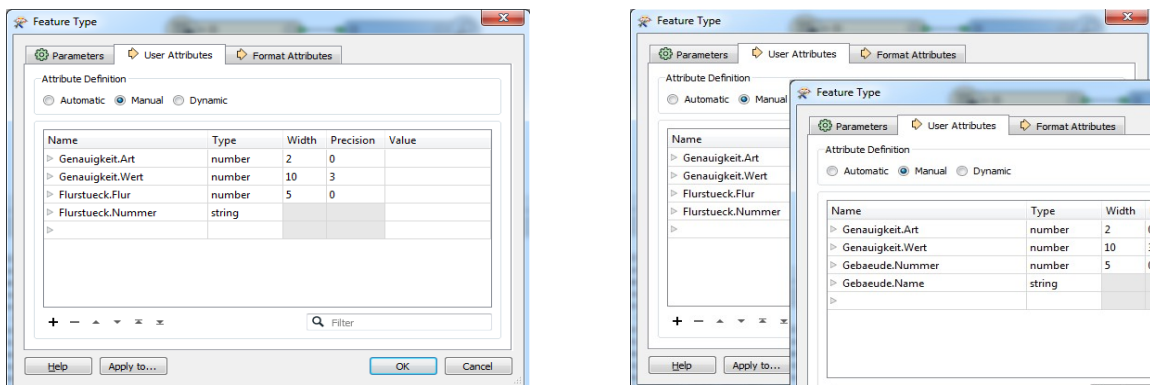 Feature Type
Parameters User Attributes Format Attributes
Attribute Definition
Automatic Manual Dynamic
Name Type Width Precision Value
Genauigkeit.Art number 2 0
Genauigkeit.Wert number 10 3
Flurstueck.Flur number 5 0
Flurstueck.Nummer string
Filter
Help Apply to... OK Cancel
Feature Type
Parameters User Attributes Format Attributes
Attribute Definition
Automatic Manual
Name
Genauigkeit.Art
Genauigkeit.Wert
Flurstueck.Flur
Flurstueck.Nummer
Help Apply to...
Feature Type
Parameters User Attributes Format Attributes
Attribute Definition
Automatic Manual Dynamic
Name Type Width
Genauigkeit.Art number 2
Genauigkeit.Wert number 10
Gebaeude.Nummer number 5
Gebaeude.Name string